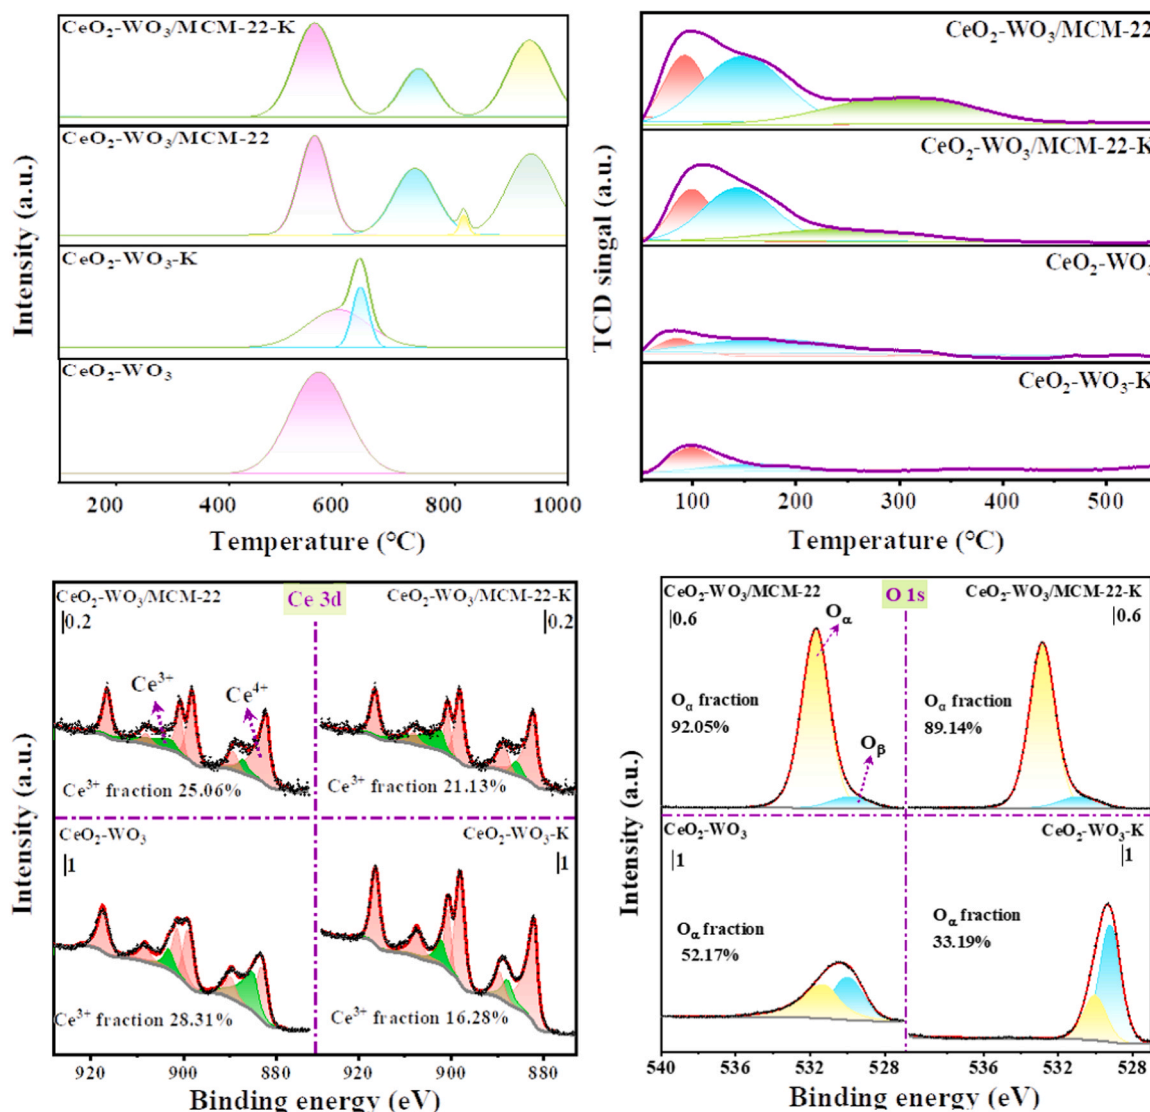 CeO₂-WO₃/MCM-22-K
CeO₂-WO₃/MCM-22
CeO₂-WO₃-K
CeO₂-WO₃
Intensity (a.u.)
200 400 600 800 1000
Temperature (°C)
CeO₂-WO₃/MCM-22
CeO₂-WO₃/MCM-22-K
CeO₂-WO₃
CeO₂-WO₃-K
TCD singal (a.u.)
100 200 300 400 500
Temperature (°C)
CeO₂-WO₃/MCM-22
Ce 3d
CeO₂-WO₃/MCM-22-K
0.2
0.2
Ce³⁺
Ce⁴⁺
Ce³⁺ fraction 25.06%
Ce³⁺ fraction 21.13%
CeO₂-WO₃
CeO₂-WO₃-K
1
1
Ce³⁺ fraction 28.31%
Ce³⁺ fraction 16.28%
Intensity (a.u.)
920 900 880 920 900 880
Binding energy (eV)
CeO₂-WO₃/MCM-22
O 1s
CeO₂-WO₃/MCM-22-K
0.6
0.6
Oα
Oα fraction
92.05%
Oα fraction
89.14%
Oβ
CeO₂-WO₃
CeO₂-WO₃-K
1
1
Oα fraction
52.17%
Oα fraction
33.19%
Intensity (a.u.)
540 536 532 528 536 532 528
Binding energy (eV)